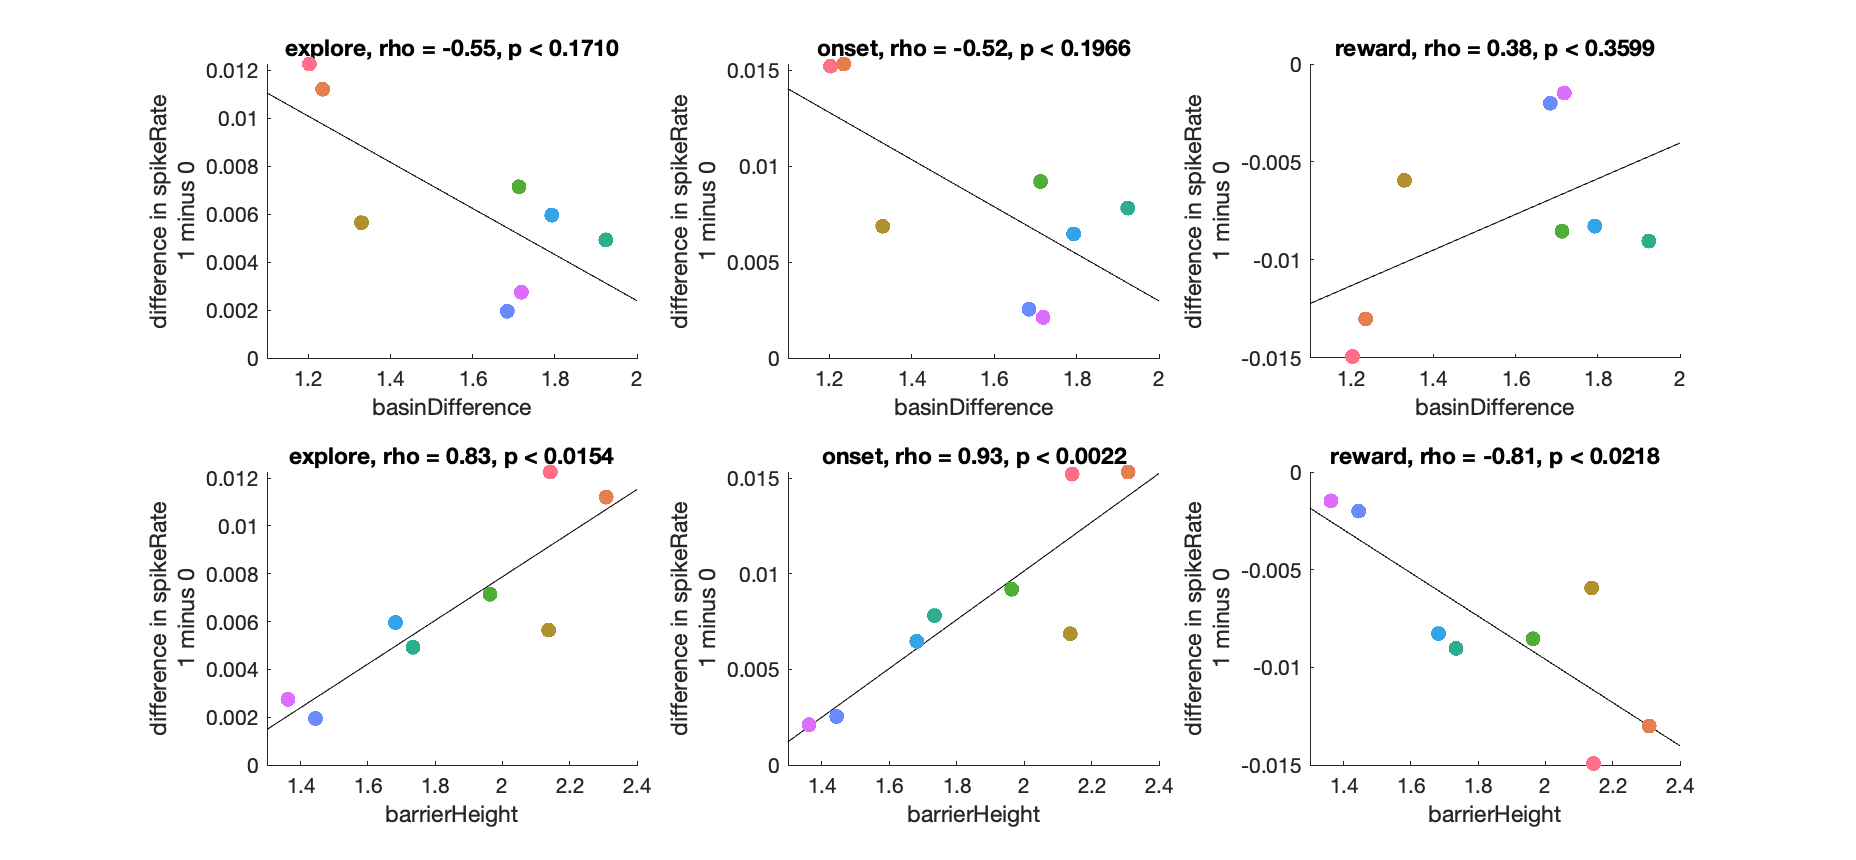 explore, rho = -0.55, p < 0.1710
difference in spikeRate
1 minus 0
0.012
0.01
0.008
0.006
0.004
0.002
0
1.2
1.4
1.6
1.8
2
basinDifference
onset, rho = -0.52, p < 0.1966
difference in spikeRate
1 minus 0
0.015
0.01
0.005
0
1.2
1.4
1.6
1.8
2
basinDifference
reward, rho = 0.38, p < 0.3599
difference in spikeRate
1 minus 0
0
-0.005
-0.01
-0.015
1.2
1.4
1.6
1.8
2
basinDifference
explore, rho = 0.83, p < 0.0154
difference in spikeRate
1 minus 0
0.012
0.01
0.008
0.006
0.004
0.002
0
1.4
1.6
1.8
2
2.2
2.4
barrierHeight
onset, rho = 0.93, p < 0.0022
difference in spikeRate
1 minus 0
0.015
0.01
0.005
0
1.4
1.6
1.8
2
2.2
2.4
barrierHeight
reward, rho = -0.81, p < 0.0218
difference in spikeRate
1 minus 0
0
-0.005
-0.01
-0.015
1.4
1.6
1.8
2
2.2
2.4
barrierHeight